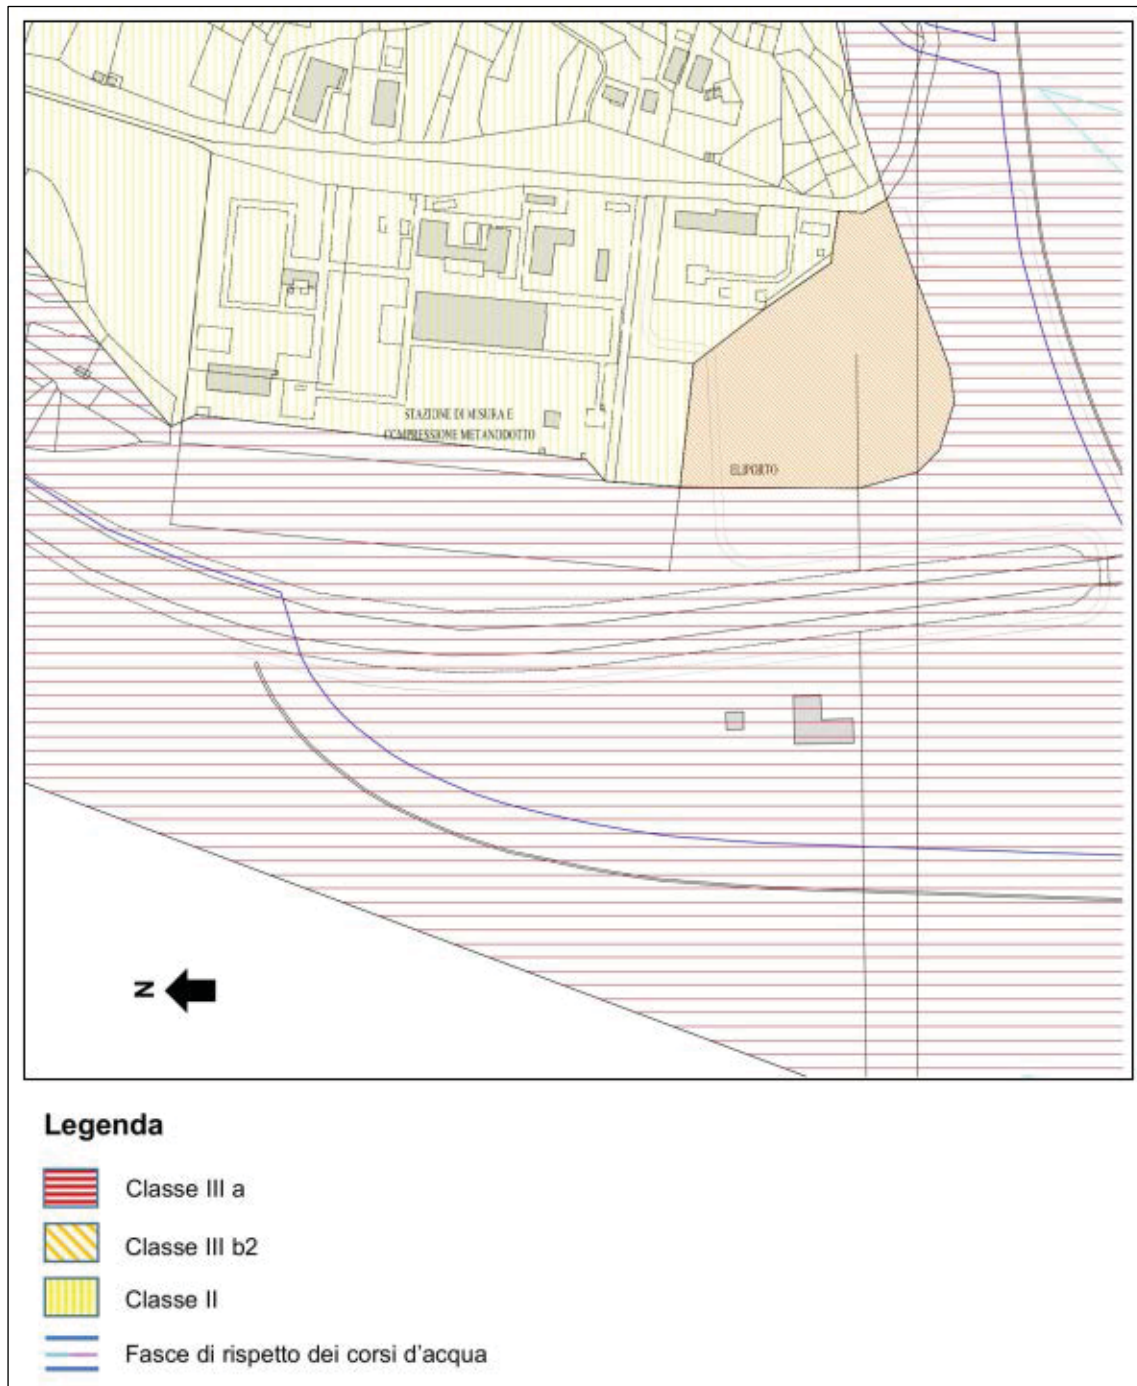 STAZIONE DI MISURA E
COMPRESSIONE METANODOTTO
ELIPORTO
N
Legenda
Classe III a
Classe III b2
Classe II
Fasce di rispetto dei corsi d'acqua